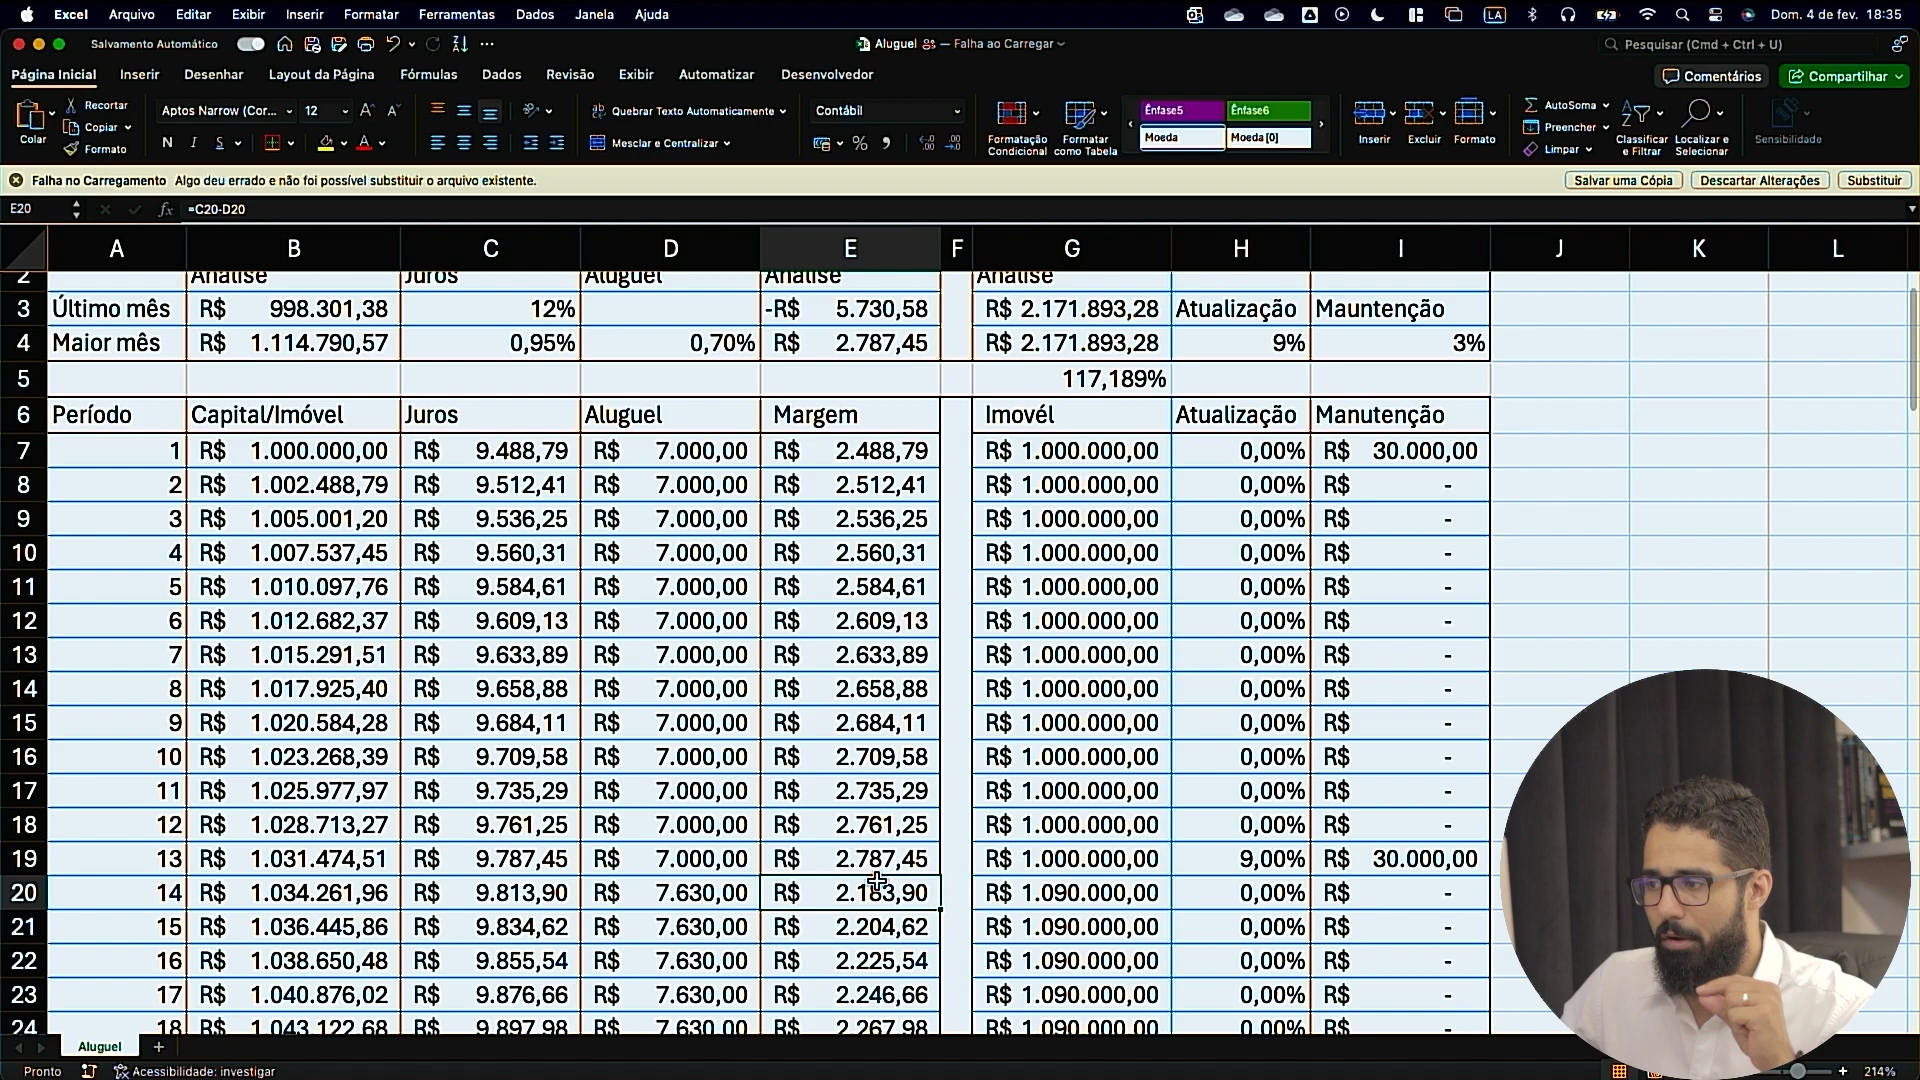 Excel Arquivo Editar Exibir Inserir Formatar Ferramentas Dados Janela Ajuda LA Dom. 4 de fev. 18:35
Salvamento Automático Aluguel — Falha ao Carregar Pesquisar (Cmd + Ctrl + U)
Página Inicial Inserir Desenhar Layout da Página Fórmulas Dados Revisão Exibir Automatizar Desenvolvedor Comentários Compartilhar
Colar Recortar Copiar Formato
Aptos Narrow (Cor... 12 A A
N I S A
Quebrar Texto Automaticamente
Mesclar e Centralizar
Contábil
%
Formatação Condicional
Formatar como Tabela
Ênfase5 Ênfase6
Moeda Moeda [0]
Inserir Excluir Formato
AutoSoma
Preencher
Limpar
Classificar e Filtrar
Localizar e Selecionar
Sensibilidade
Falha no Carregamento Algo deu errado e não foi possível substituir o arquivo existente. Salvar uma Cópia Descartar Alterações Substituir
E20 fx =C20-D20
A B C D E F G H I J K L
2 Análise Juros Aluguel Análise Análise
3 Último mês R$ 998.301,38 12% -R$ 5.730,58 R$ 2.171.893,28 Atualização Mauntenção
4 Maior mês R$ 1.114.790,57 0,95% 0,70% R$ 2.787,45 R$ 2.171.893,28 9% 3%
5 117,189%
6 Período Capital/Imóvel Juros Aluguel Margem Imovél Atualização Manutenção
7 1 R$ 1.000.000,00 R$ 9.488,79 R$ 7.000,00 R$ 2.488,79 R$ 1.000.000,00 0,00% R$ 30.000,00
8 2 R$ 1.002.488,79 R$ 9.512,41 R$ 7.000,00 R$ 2.512,41 R$ 1.000.000,00 0,00% R$ -
9 3 R$ 1.005.001,20 R$ 9.536,25 R$ 7.000,00 R$ 2.536,25 R$ 1.000.000,00 0,00% R$ -
10 4 R$ 1.007.537,45 R$ 9.560,31 R$ 7.000,00 R$ 2.560,31 R$ 1.000.000,00 0,00% R$ -
11 5 R$ 1.010.097,76 R$ 9.584,61 R$ 7.000,00 R$ 2.584,61 R$ 1.000.000,00 0,00% R$ -
12 6 R$ 1.012.682,37 R$ 9.609,13 R$ 7.000,00 R$ 2.609,13 R$ 1.000.000,00 0,00% R$ -
13 7 R$ 1.015.291,51 R$ 9.633,89 R$ 7.000,00 R$ 2.633,89 R$ 1.000.000,00 0,00% R$ -
14 8 R$ 1.017.925,40 R$ 9.658,88 R$ 7.000,00 R$ 2.658,88 R$ 1.000.000,00 0,00% R$ -
15 9 R$ 1.020.584,28 R$ 9.684,11 R$ 7.000,00 R$ 2.684,11 R$ 1.000.000,00 0,00% R$ -
16 10 R$ 1.023.268,39 R$ 9.709,58 R$ 7.000,00 R$ 2.709,58 R$ 1.000.000,00 0,00% R$ -
17 11 R$ 1.025.977,97 R$ 9.735,29 R$ 7.000,00 R$ 2.735,29 R$ 1.000.000,00 0,00% R$ -
18 12 R$ 1.028.713,27 R$ 9.761,25 R$ 7.000,00 R$ 2.761,25 R$ 1.000.000,00 0,00% R$ -
19 13 R$ 1.031.474,51 R$ 9.787,45 R$ 7.000,00 R$ 2.787,45 R$ 1.000.000,00 9,00% R$ 30.000,00
20 14 R$ 1.034.261,96 R$ 9.813,90 R$ 7.630,00 R$ 2.183,90 R$ 1.090.000,00 0,00% R$ -
21 15 R$ 1.036.445,86 R$ 9.834,62 R$ 7.630,00 R$ 2.204,62 R$ 1.090.000,00 0,00% R$ -
22 16 R$ 1.038.650,48 R$ 9.855,54 R$ 7.630,00 R$ 2.225,54 R$ 1.090.000,00 0,00% R$ -
23 17 R$ 1.040.876,02 R$ 9.876,66 R$ 7.630,00 R$ 2.246,66 R$ 1.090.000,00 0,00% R$ -
24 18 R$ 1.043.122,68 R$ 9.897,98 R$ 7.630,00 R$ 2.267,98 R$ 1.090.000,00 0,00% R$ -
Aluguel +
Pronto Acessibilidade: investigar + 214%